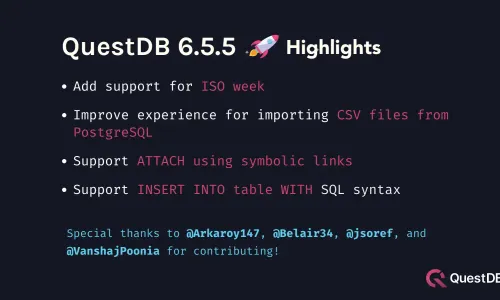 QuestDB 6.5.5 🚀 Highlights
• Add support for ISO week
• Improve experience for importing CSV files from
PostgreSQL
• Support ATTACH using symbolic links
• Support INSERT INTO table WITH SQL syntax
Special thanks to @Arkaroy147, @Belair34, @jsoref, and
@VanshajPoonia for contributing!
QuestDB